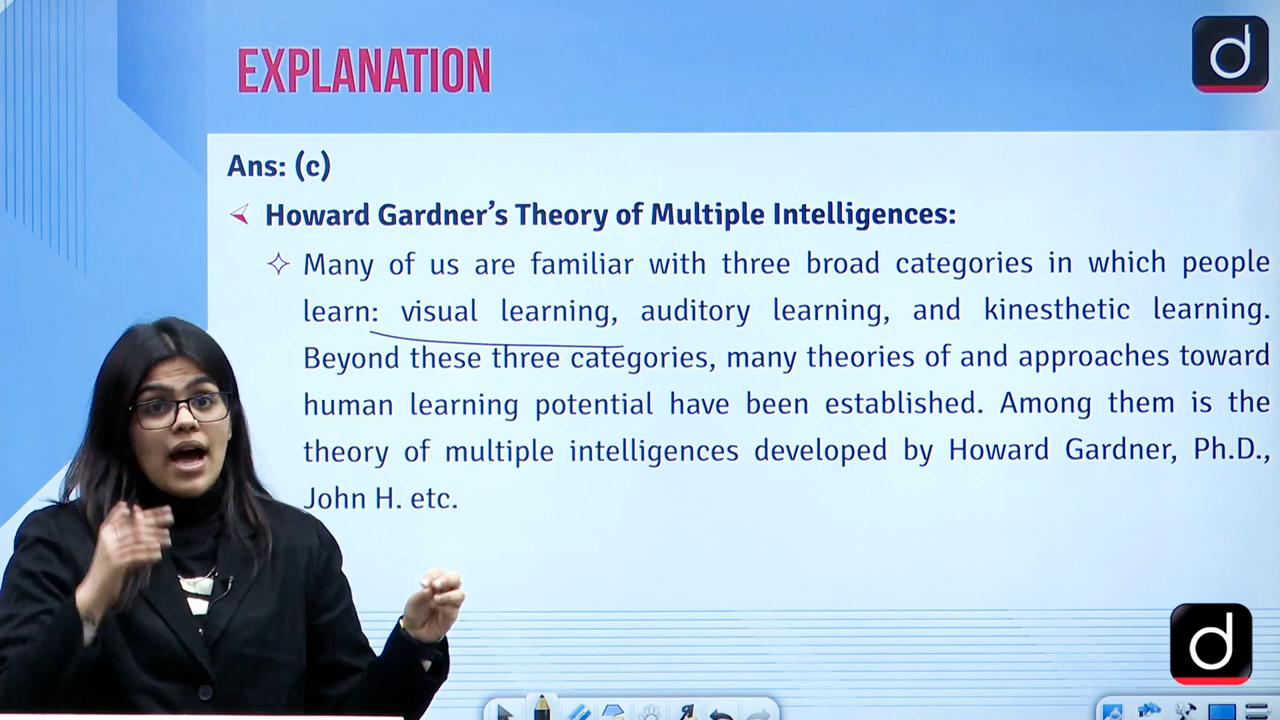 EXPLANATION
d
Ans: (c)
Howard Gardner's Theory of Multiple Intelligences:
Many of us are familiar with three broad categories in which people
learn: visual learning, auditory learning, and kinesthetic learning.
Beyond these three categories, many theories of and approaches toward
human learning potential have been established. Among them is the
theory of multiple intelligences developed by Howard Gardner, Ph.D.,
John H. etc.
d